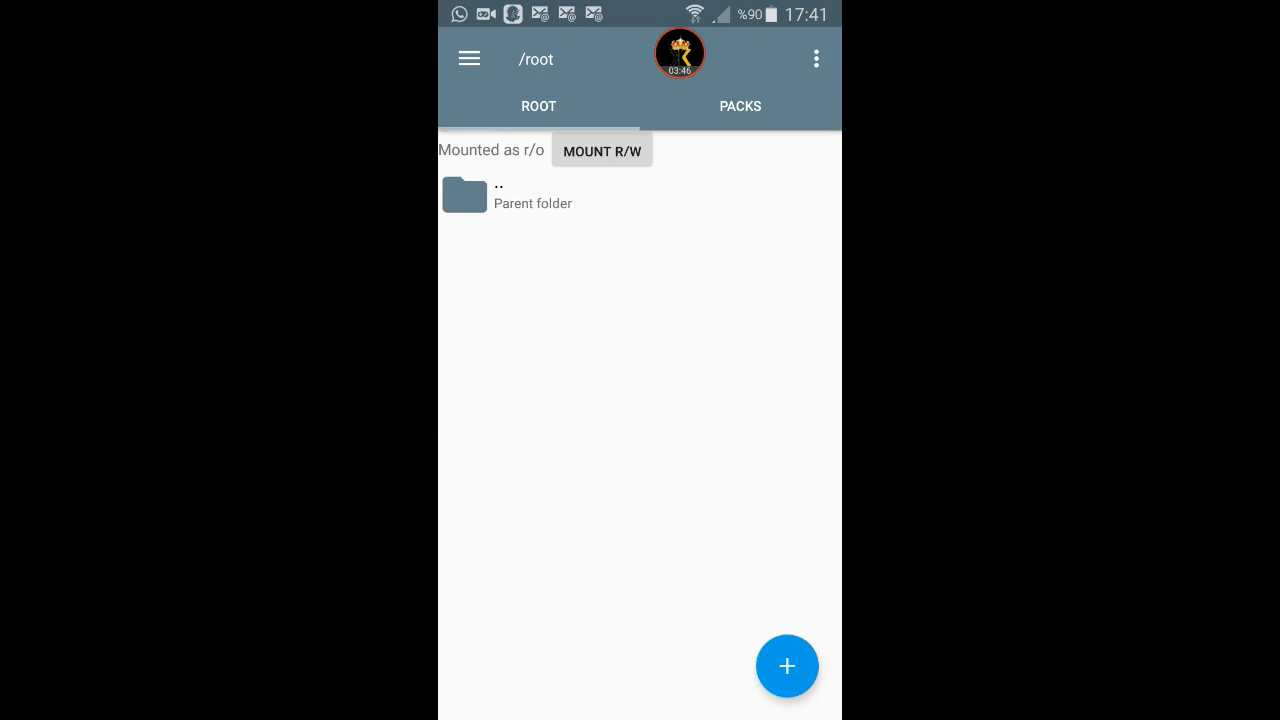 %90 17:41
/root
03:46
ROOT PACKS
Mounted as r/o MOUNT R/W
..
Parent folder